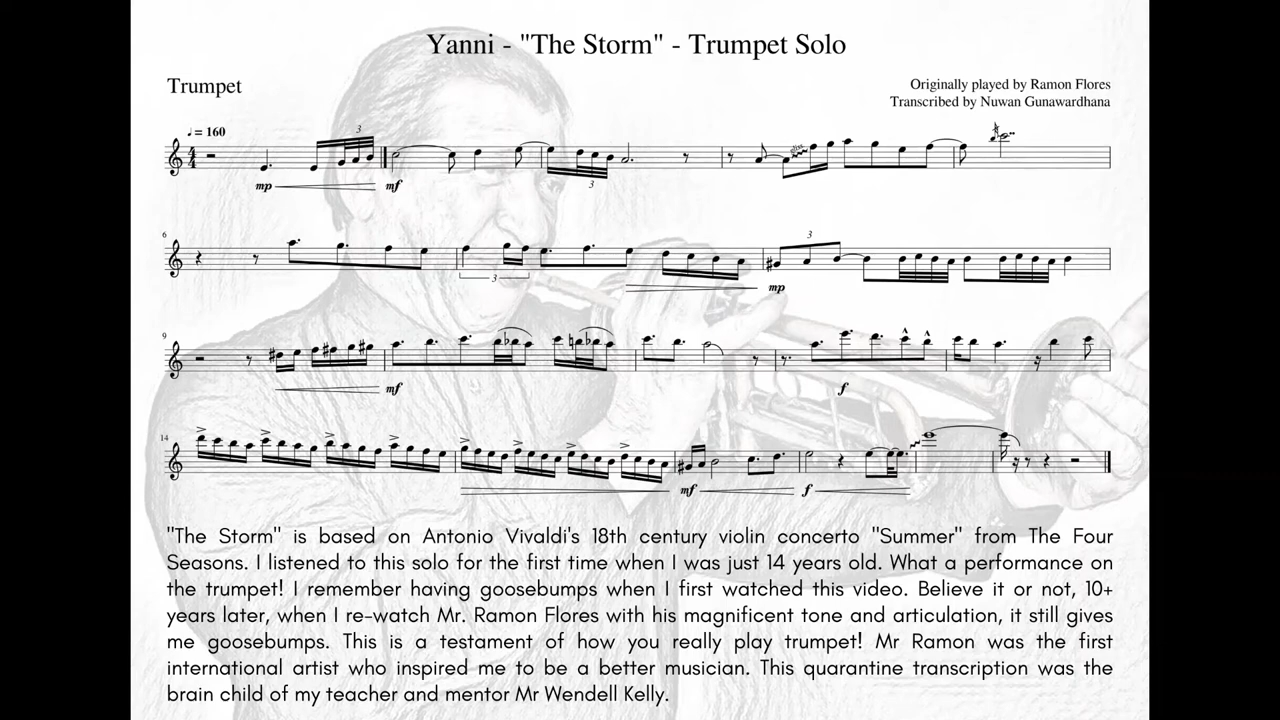 Yanni - "The Storm" - Trumpet Solo
Trumpet
Originally played by Ramon Flores
Transcribed by Nuwan Gunawardhana
♩ = 160
3
mp
mf
3
gliss.
6
3
3
mp
9
mf
f
14
mf
f
"The Storm" is based on Antonio Vivaldi's 18th century violin concerto "Summer" from The Four
Seasons. I listened to this solo for the first time when I was just 14 years old. What a performance on
the trumpet! I remember having goosebumps when I first watched this video. Believe it or not, 10+
years later, when I re-watch Mr. Ramon Flores with his magnificent tone and articulation, it still gives
me goosebumps. This is a testament of how you really play trumpet! Mr Ramon was the first
international artist who inspired me to be a better musician. This quarantine transcription was the
brain child of my teacher and mentor Mr Wendell Kelly.